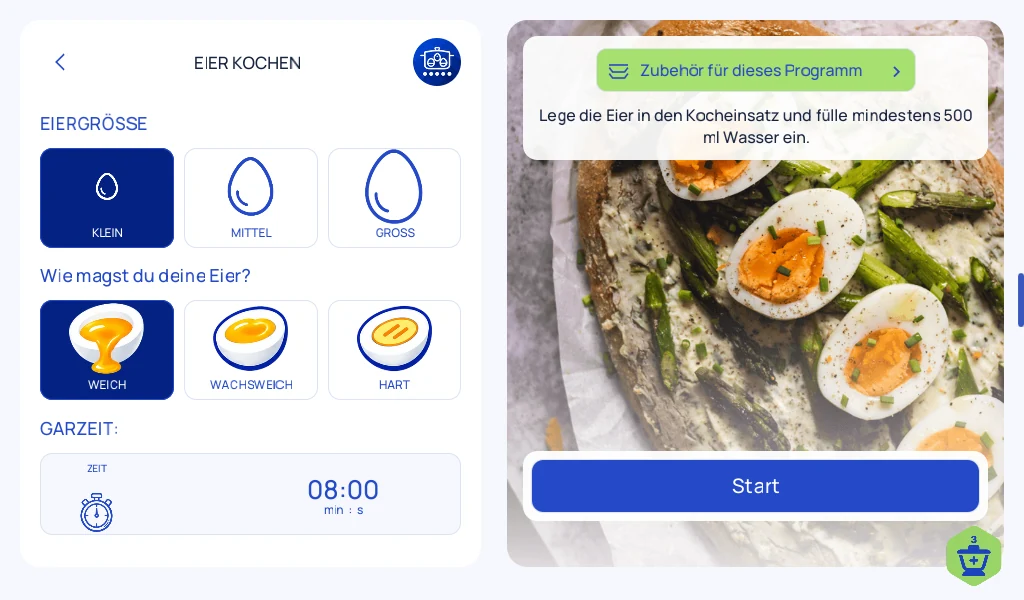 EIER KOCHEN
EIERGRÖSSE
KLEIN
MITTEL
GROSS
Wie magst du deine Eier?
WEICH
WACHSWEICH
HART
GARZEIT:
ZEIT
08:00
min : s
Zubehör für dieses Programm
Lege die Eier in den Kocheinsatz und fülle mindestens 500
ml Wasser ein.
Start
3